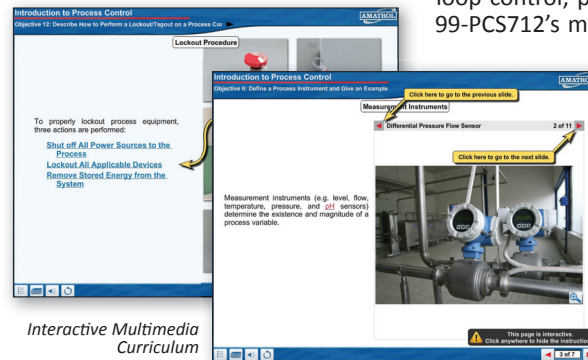 loop control, p
99-PCS712's m
Introduction to Process Control
AMATROL
Objective 12: Describe How to Perform a Lockout/Tagout on a Process Cor
Lockout Procedure
To properly lockout process equipment,
three actions are performed:
Shut off All Power Sources to the
Process
Lockout All Applicable Devices
Remove Stored Energy from the
System
Introduction to Process Control
AMATROL
Objective 6: Define a Process Instrument and Give an Example
Click here to go to the previous slide.
Measurement Instruments
Differential Pressure Flow Sensor
2 of 11
Click here to go to the next slide.
Measurement instruments (e.g. level, flow,
temperature, pressure, and pH sensors)
determine the existence and magnitude of a
process variable.
This page is interactive.
Click anywhere to hide the instructi
3 of 7
Interactive Multimedia
Curriculum